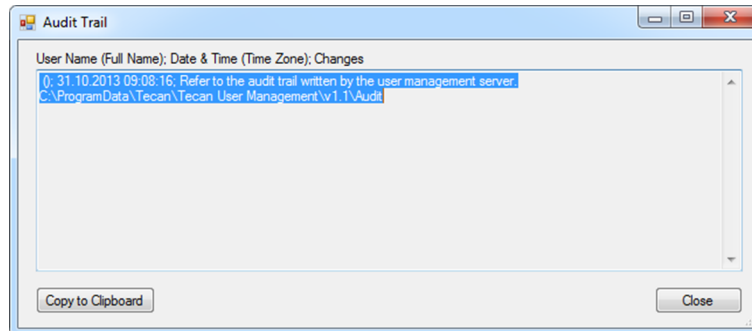 Audit Trail
User Name (Full Name); Date & Time (Time Zone); Changes
(); 31.10.2013 09:08:16; Refer to the audit trail written by the user management server.
C:\ProgramData\Tecan\Tecan User Management\v1.1\Audit
Copy to Clipboard
Close